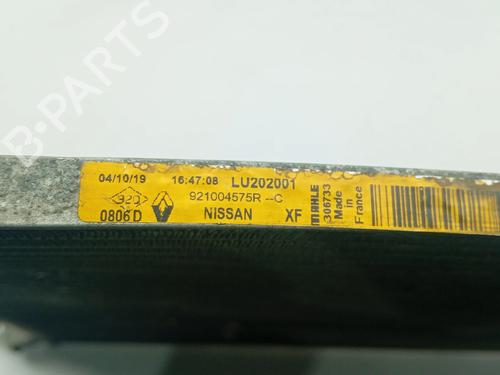 B-PARTS
04/10/19 16:47:08 LU202001
921004575R --C
0806D NISSAN XF
MAHLE
306733
Made
in
France